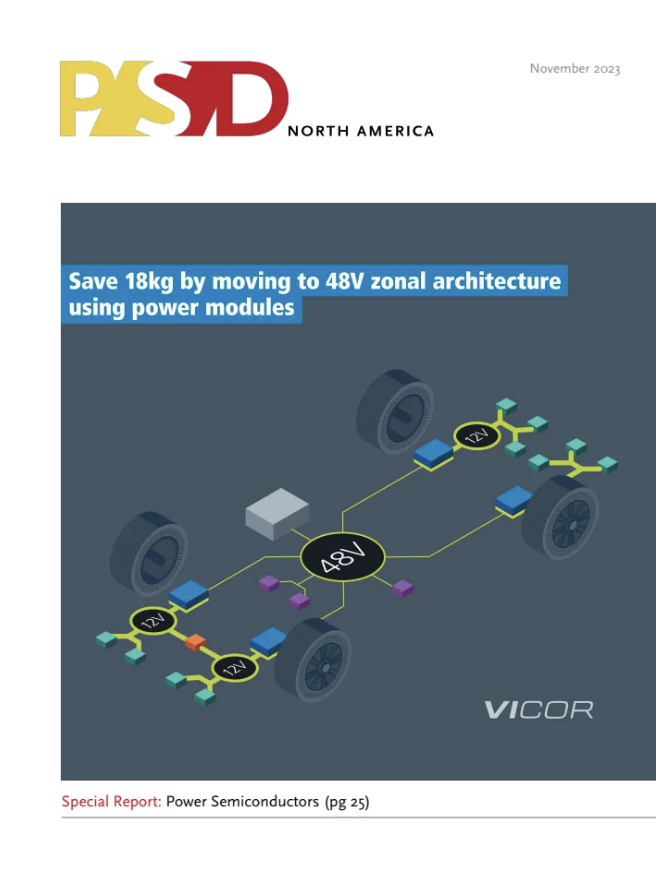 November 2023
PSD
NORTH AMERICA
Save 18kg by moving to 48V zonal architecture
using power modules
12V
48V
12V
12V
VICOR
Special Report: Power Semiconductors (pg 25)